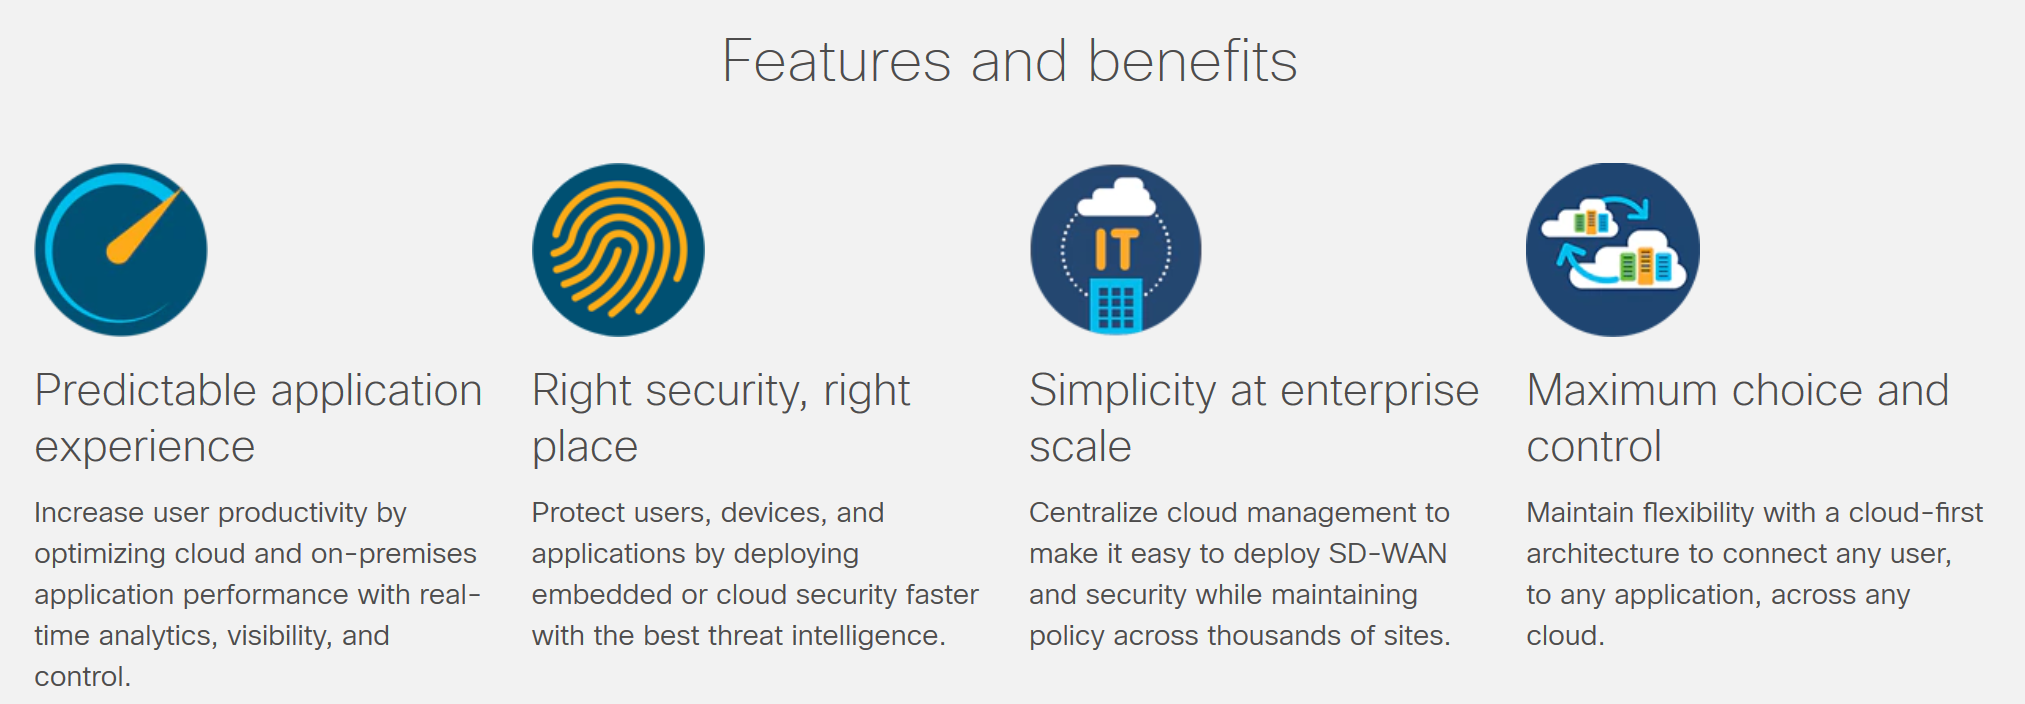 Features and benefits
IT
Predictable application
experience
Increase user productivity by
optimizing cloud and on-premises
application performance with real-
time analytics, visibility, and
control.
Right security, right
place
Protect users, devices, and
applications by deploying
embedded or cloud security faster
with the best threat intelligence.
Simplicity at enterprise
scale
Centralize cloud management to
make it easy to deploy SD-WAN
and security while maintaining
policy across thousands of sites.
Maximum choice and
control
Maintain flexibility with a cloud-first
architecture to connect any user,
to any application, across any
cloud.